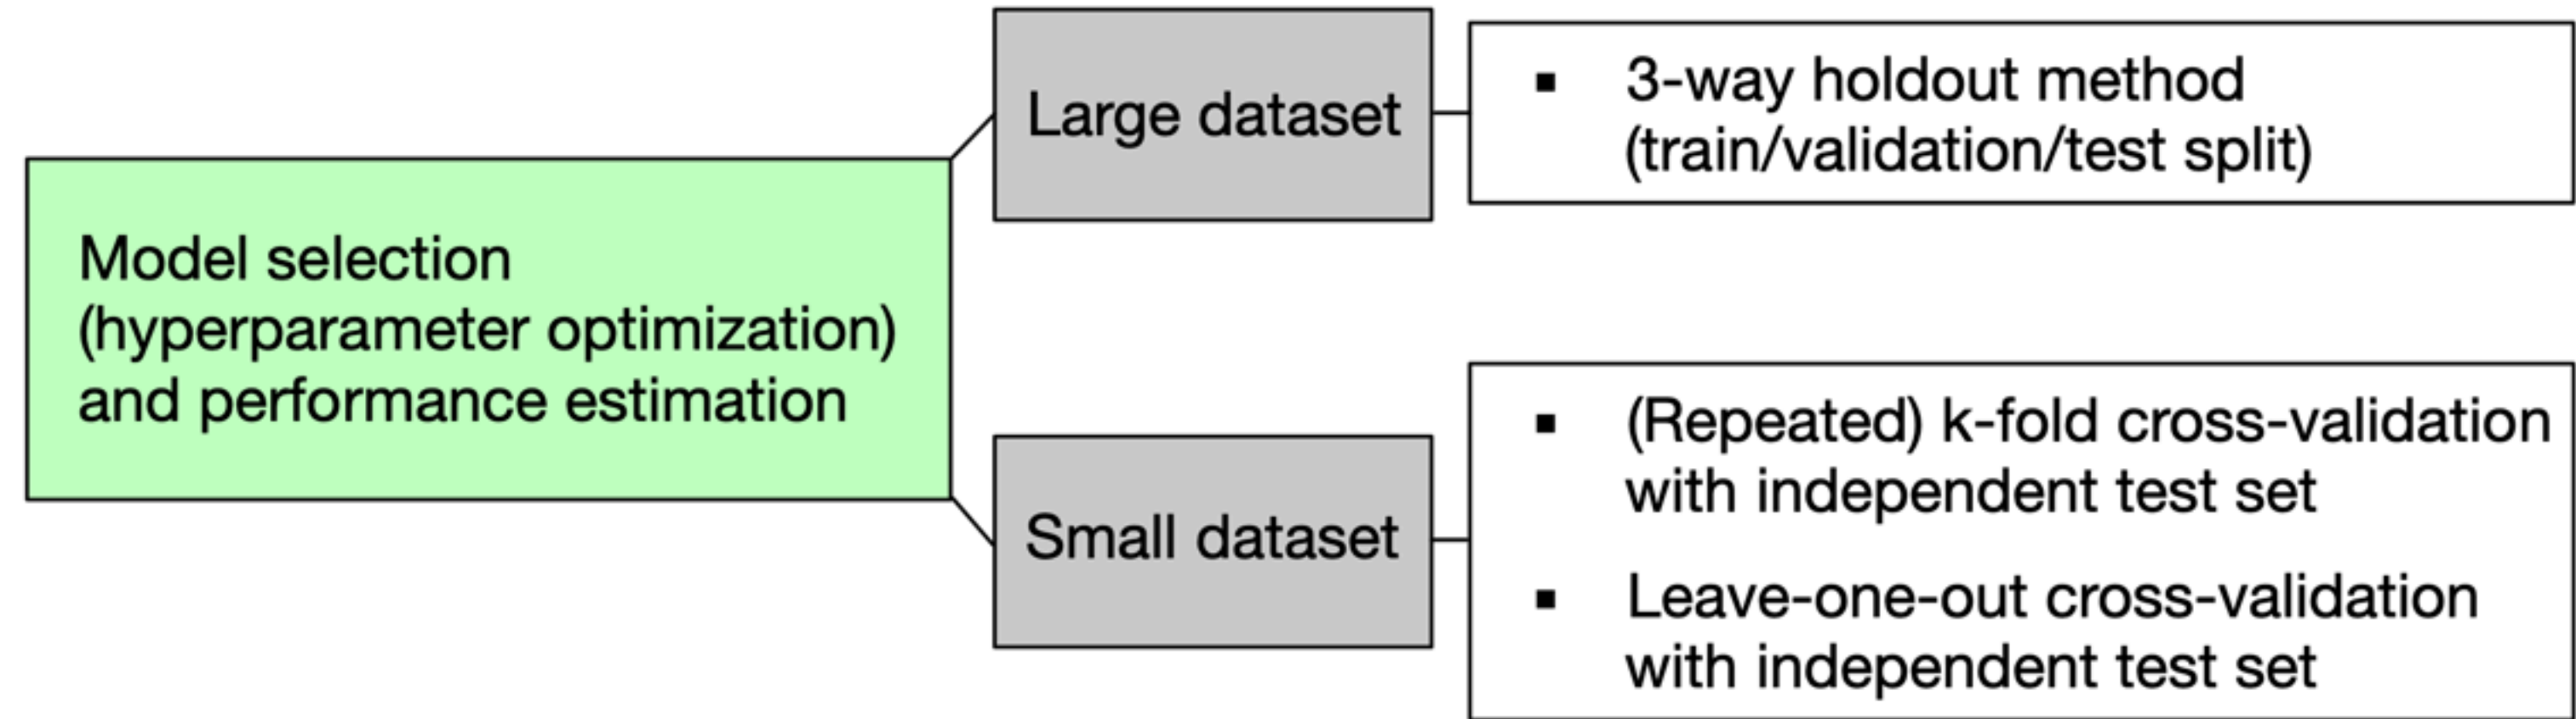 Model selection
(hyperparameter optimization)
and performance estimation
Large dataset
▪ 3-way holdout method
(train/validation/test split)
Small dataset
▪ (Repeated) k-fold cross-validation
with independent test set
▪ Leave-one-out cross-validation
with independent test set